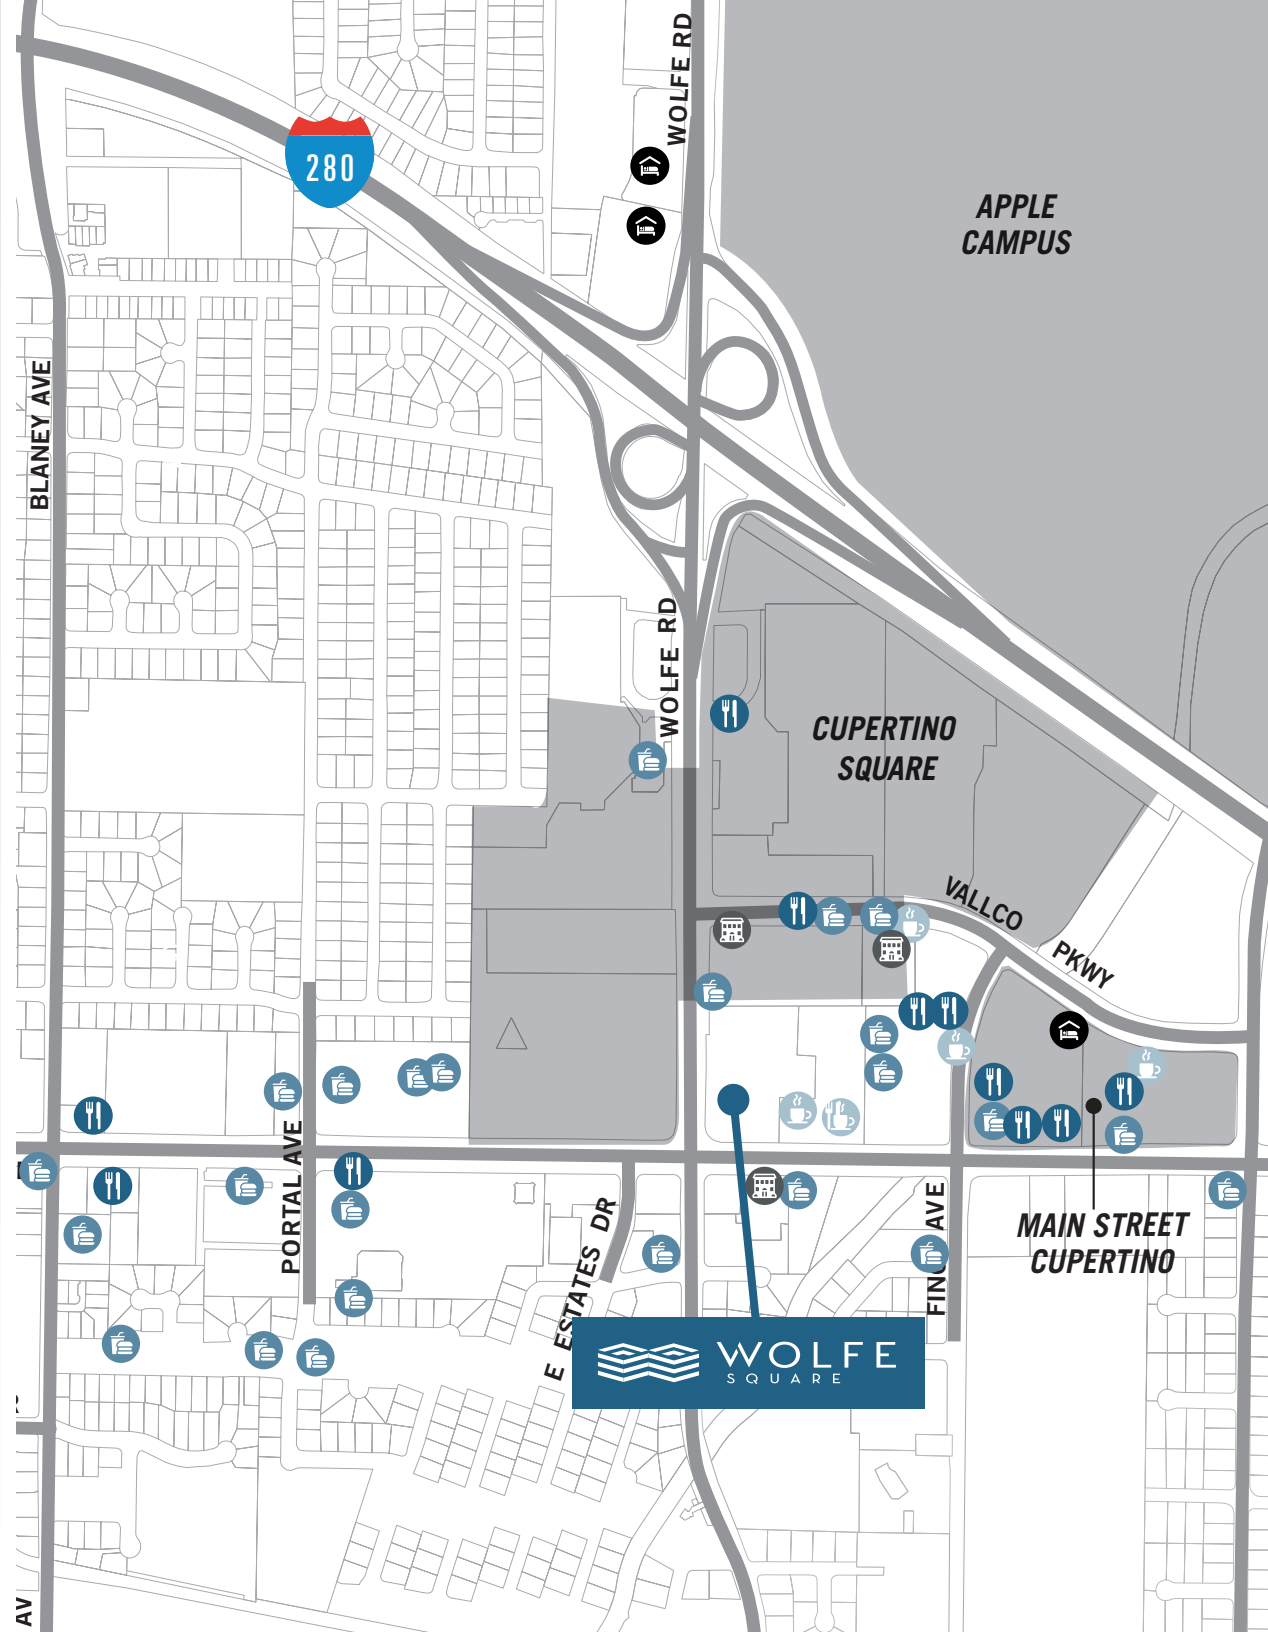 WOLFE RD
280
APPLE
CAMPUS
BLANEY AVE
WOLFE RD
CUPERTINO
SQUARE
VALLCO
PKWY
PORTAL AVE
E ESTATES DR
AVE
MAIN STREET
CUPERTINO
WOLFE
SQUARE
AV